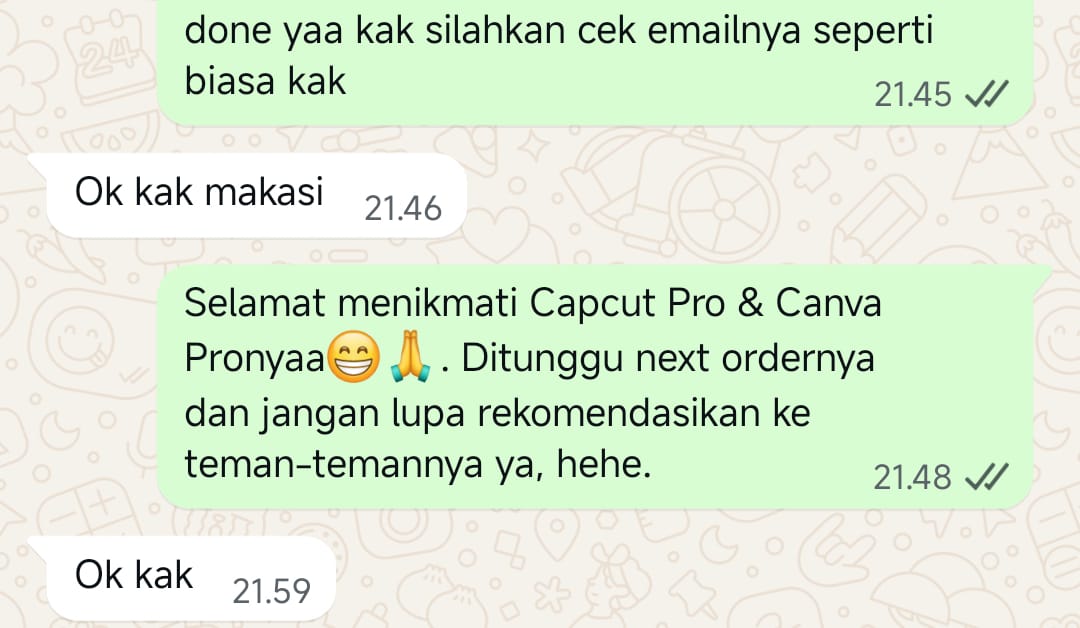 done yaa kak silahkan cek emailnya seperti
biasa kak
21.45
Ok kak makasi
21.46
Selamat menikmati Capcut Pro & Canva
Pronyaa😁🙏. Ditunggu next ordernya
dan jangan lupa rekomendasikan ke
teman-temannya ya, hehe.
21.48
Ok kak
21.59